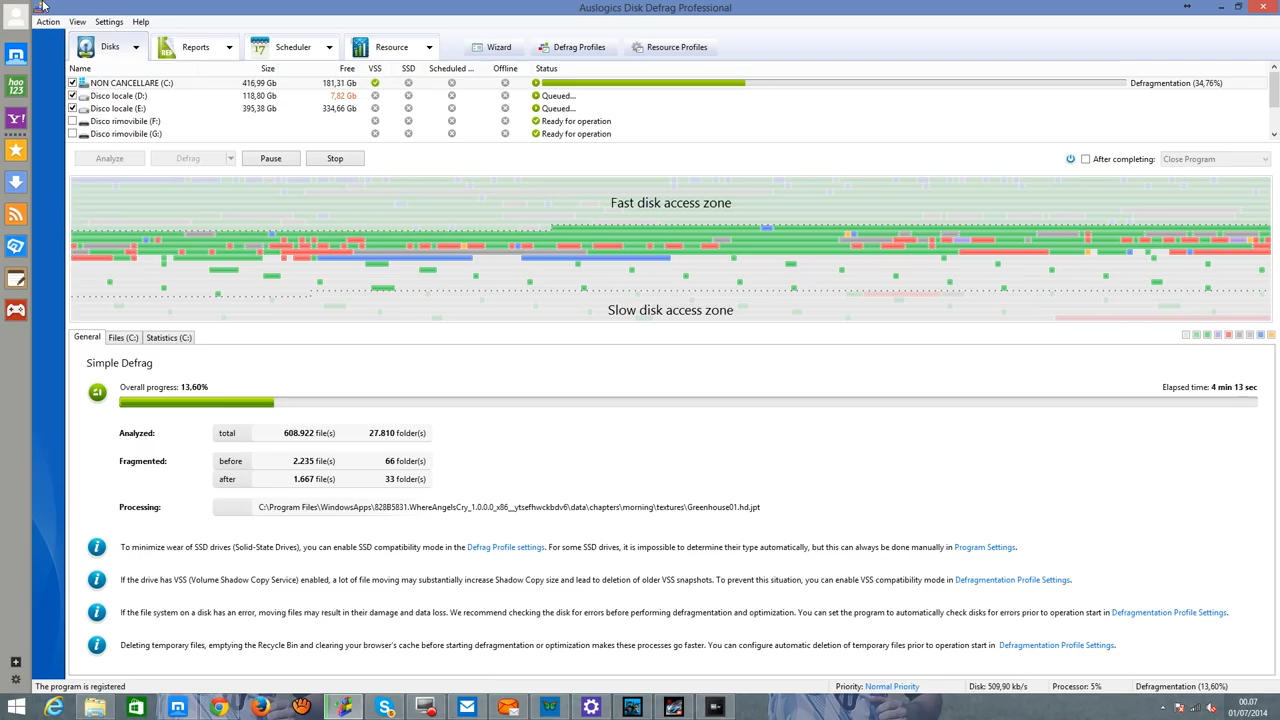 Auslogics Disk Defrag Professional
Action View Settings Help
Disks Reports Scheduler Resource Wizard Defrag Profiles Resource Profiles
Name Size Free VSS SSD Scheduled ... Offline Status
NON CANCELLARE (C:) 416,99 Gb 181,31 Gb Defragmentation (34,76%)
Disco locale (D:) 118,80 Gb 7,82 Gb Queued...
Disco locale (E:) 395,38 Gb 334,66 Gb Queued...
Disco rimovibile (F:) Ready for operation
Disco rimovibile (G:) Ready for operation
Analyze Defrag Pause Stop After completing: Close Program
Fast disk access zone
Slow disk access zone
General Files (C:) Statistics (C:)
Simple Defrag
Overall progress: 13,60% Elapsed time: 4 min 13 sec
Analyzed: total 608.922 file(s) 27.810 folder(s)
Fragmented: before 2.235 file(s) 66 folder(s)
after 1.667 file(s) 33 folder(s)
Processing: C:\Program Files\WindowsApps\828B5831.WhereAngelsCry_1.0.0.0_x86__ytsefhwckbdv6\data\chapters\morning\textures\Greenhouse01.hd.jpt
To minimize wear of SSD drives (Solid-State Drives), you can enable SSD compatibility mode in the Defrag Profile settings. For some SSD drives, it is impossible to determine their type automatically, but this can always be done manually in Program Settings.
If the drive has VSS (Volume Shadow Copy Service) enabled, a lot of file moving may substantially increase Shadow Copy size and lead to deletion of older VSS snapshots. To prevent this situation, you can enable VSS compatibility mode in Defragmentation Profile Settings.
If the file system on a disk has an error, moving files may result in their damage and data loss. We recommend checking the disk for errors before performing defragmentation and optimization. You can set the program to automatically check disks for errors prior to operation start in Defragmentation Profile Settings.
Deleting temporary files, emptying the Recycle Bin and clearing your browser's cache before starting defragmentation or optimization makes these processes go faster. You can configure automatic deletion of temporary files prior to operation start in Defragmentation Profile Settings.
The program is registered Priority: Normal Priority Disk: 509,90 kb/s Processor: 5% Defragmentation (13,60%)
hao
123
Y!
17
00.07
01/07/2014